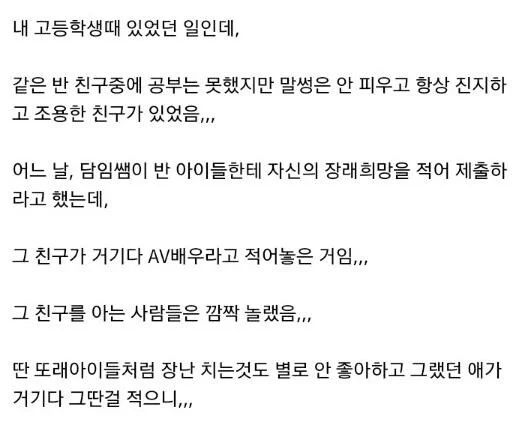 내 고등학생때 있었던 일인데,
같은 반 친구중에 공부는 못했지만 말썽은 안 피우고 항상 진지하
고 조용한 친구가 있었음,,,
어느 날, 담임쌤이 반 아이들한테 자신의 장래희망을 적어 제출하
라고 했는데,
그 친구가 거기다 AV배우라고 적어놓은 거임,,,
그 친구를 아는 사람들은 깜짝 놀랬음,,,
딴 또래아이들처럼 장난 치는것도 별로 안 좋아하고 그랬던 애가
거기다 그딴걸 적으니,,,